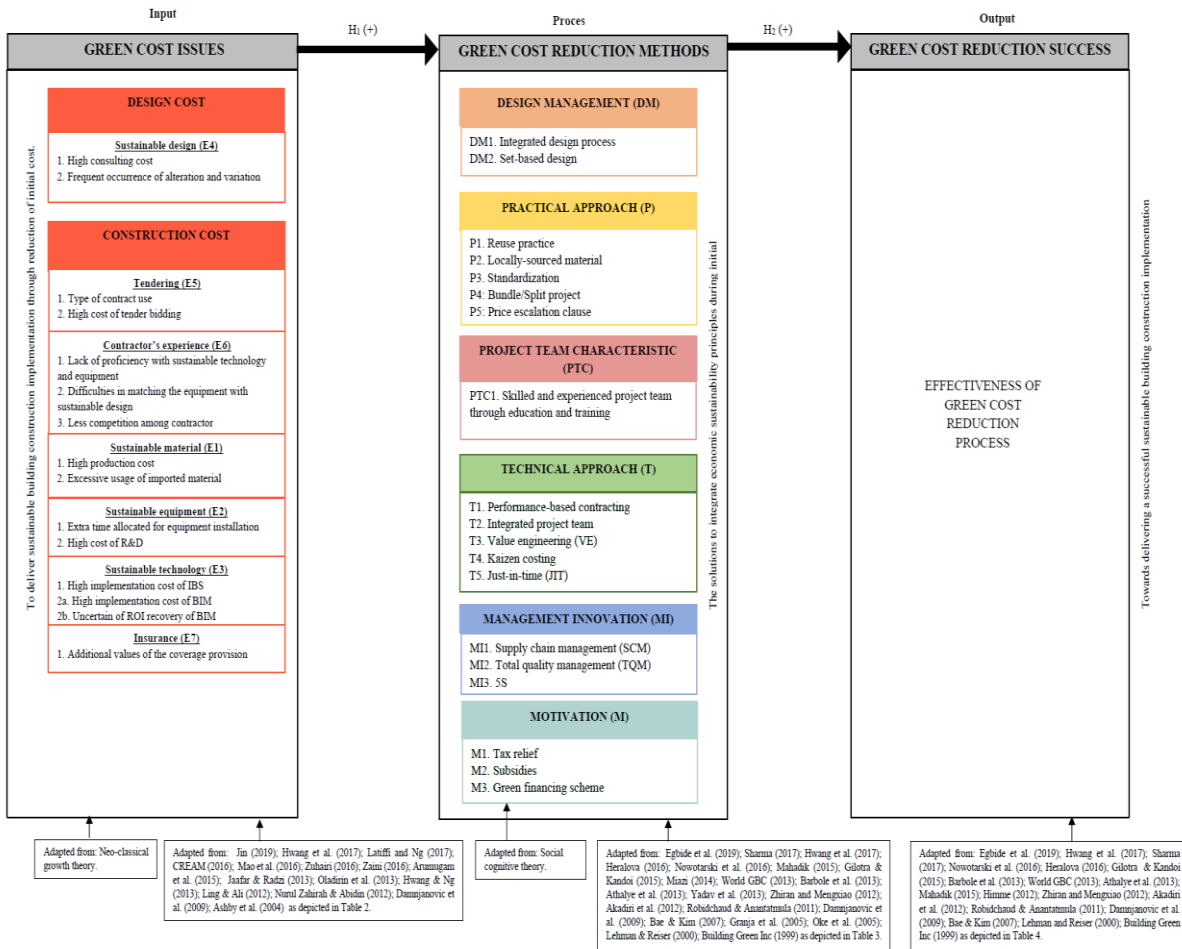 Input
Proces
Output
H1 (+)
H2 (+)
GREEN COST ISSUES
GREEN COST REDUCTION METHODS
GREEN COST REDUCTION SUCCESS
To deliver sustainable building construction implementation through reduction of initial cost.
DESIGN COST
Sustainable design (E4)
1. High consulting cost
2. Frequent occurrence of alteration and variation
CONSTRUCTION COST
Tendering (E5)
1. Type of contract use
2. High cost of tender bidding
Contractor's experience (E6)
1. Lack of proficiency with sustainable technology
and equipment
2. Difficulties in matching the equipment with
sustainable design
3. Less competition among contractor
Sustainable material (E1)
1. High production cost
2. Excessive usage of imported material
Sustainable equipment (E2)
1. Extra time allocated for equipment installation
2. High cost of R&D
Sustainable technology (E3)
1. High implementation cost of IBS
2a. High implementation cost of BIM
2b. Uncertain of ROI recovery of BIM
Insurance (E7)
1. Additional values of the coverage provision
DESIGN MANAGEMENT (DM)
DM1. Integrated design process
DM2. Set-based design
PRACTICAL APPROACH (P)
P1. Reuse practice
P2. Locally-sourced material
P3. Standardization
P4: Bundle/Split project
P5: Price escalation clause
PROJECT TEAM CHARACTERISTIC
(PTC)
PTC1. Skilled and experienced project team
through education and training
TECHNICAL APPROACH (T)
T1. Performance-based contracting
T2. Integrated project team
T3. Value engineering (VE)
T4. Kaizen costing
T5. Just-in-time (JIT)
MANAGEMENT INNOVATION (MI)
MI1. Supply chain management (SCM)
MI2. Total quality management (TQM)
MI3. 5S
MOTIVATION (M)
M1. Tax relief
M2. Subsidies
M3. Green financing scheme
The solutions to integrate economic sustainability principles during initial
EFFECTIVENESS OF
GREEN COST
REDUCTION
PROCESS
Towards delivering a successful sustainable building construction implementation
Adapted from: Neo-classical
growth theory.
Adapted from: Jin (2019); Hwang et al. (2017); Latiffi and Ng (2017);
CREAM (2016); Mao et al. (2016); Zuhairi (2016); Zaini (2016); Arumugam
et al. (2015); Jaafar & Radzi (2013); Oladirin et al. (2013); Hwang & Ng
(2013); Ling & Ali (2012); Nurul Zahirah & Abidin (2012); Damnjanovic et
al. (2009); Ashby et al. (2004) as depicted in Table 2.
Adapted from: Social
cognitive theory.
Adapted from: Egbide et al. (2019); Sharma (2017); Hwang et al. (2017);
Heralova (2016); Nowotarski et al. (2016); Mahadik (2015); Gilotra &
Kandoi (2015); Miazi (2014); World GBC (2013); Barbole et al. (2013);
Athalye et al. (2013); Yadav et al. (2013); Zhiran and Mengxiao (2012);
Akadiri et al. (2012); Robidchaud & Anantatmula (2011); Damnjanovic et
al. (2009); Bae & Kim (2007); Granja et al. (2005); Oke et al. (2005);
Lehman & Reiser (2000); Building Green Inc (1999) as depicted in Table 3.
Adapted from: Egbide et al. (2019); Hwang et al. (2017); Sharma
(2017); Nowotarski et al. (2016); Heralova (2016); Gilotra & Kandoi
(2015); Barbole et al. (2013); World GBC (2013); Athalye et al. (2013);
Mahadik (2015); Himme (2012); Zhiran and Mengxiao (2012); Akadiri
et al. (2012); Robidchaud & Anantatmula (2011); Damnjanovic et al.
(2009); Bae & Kim (2007); Lehman and Reiser (2000); Building Green
Inc (1999) as depicted in Table 4.